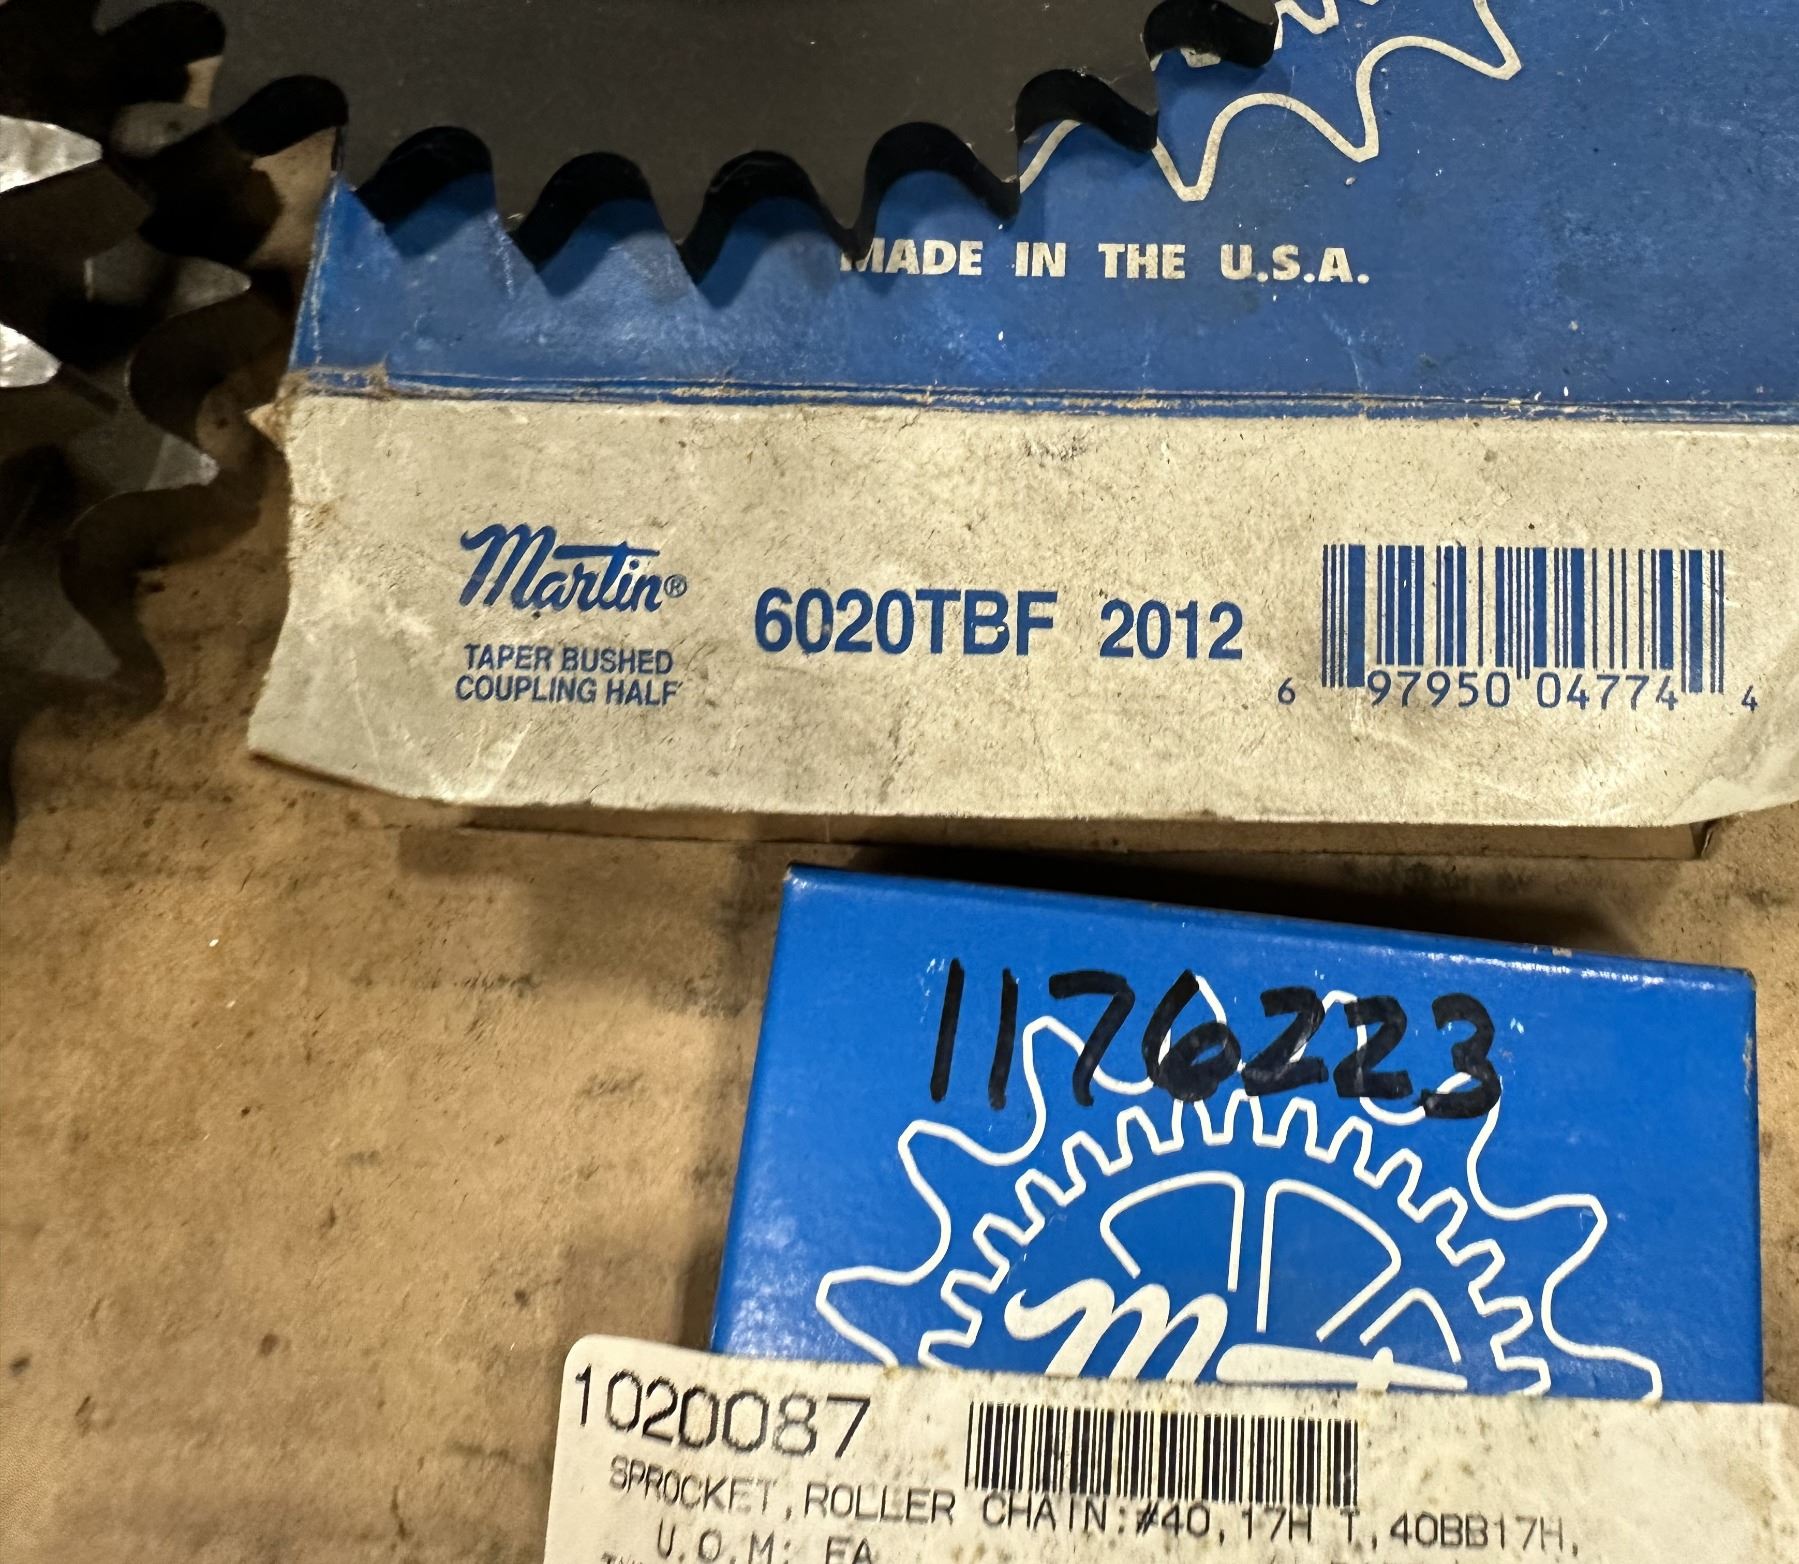 MADE IN THE U.S.A.
Martin® 6020TBF 2012
TAPER BUSHED
COUPLING HALF
6 97950 04774 4
1176223
1020087
SPROCKET, ROLLER CHAIN:#40, 17H T, 40BB17H,
U.O.M: EA